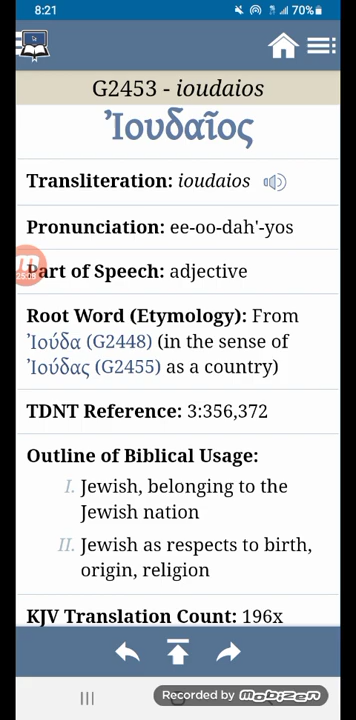 8:21 70%
G2453 - ioudaios
Ἰουδαῖος
Transliteration: ioudaios
Pronunciation: ee-oo-dah'-yos
Part of Speech: adjective
25:08
Root Word (Etymology): From
Ἰούδα (G2448) (in the sense of
Ἰούδας (G2455) as a country)
TDNT Reference: 3:356,372
Outline of Biblical Usage:
I. Jewish, belonging to the
Jewish nation
II. Jewish as respects to birth,
origin, religion
KJV Translation Count: 196x
Recorded by mobizen